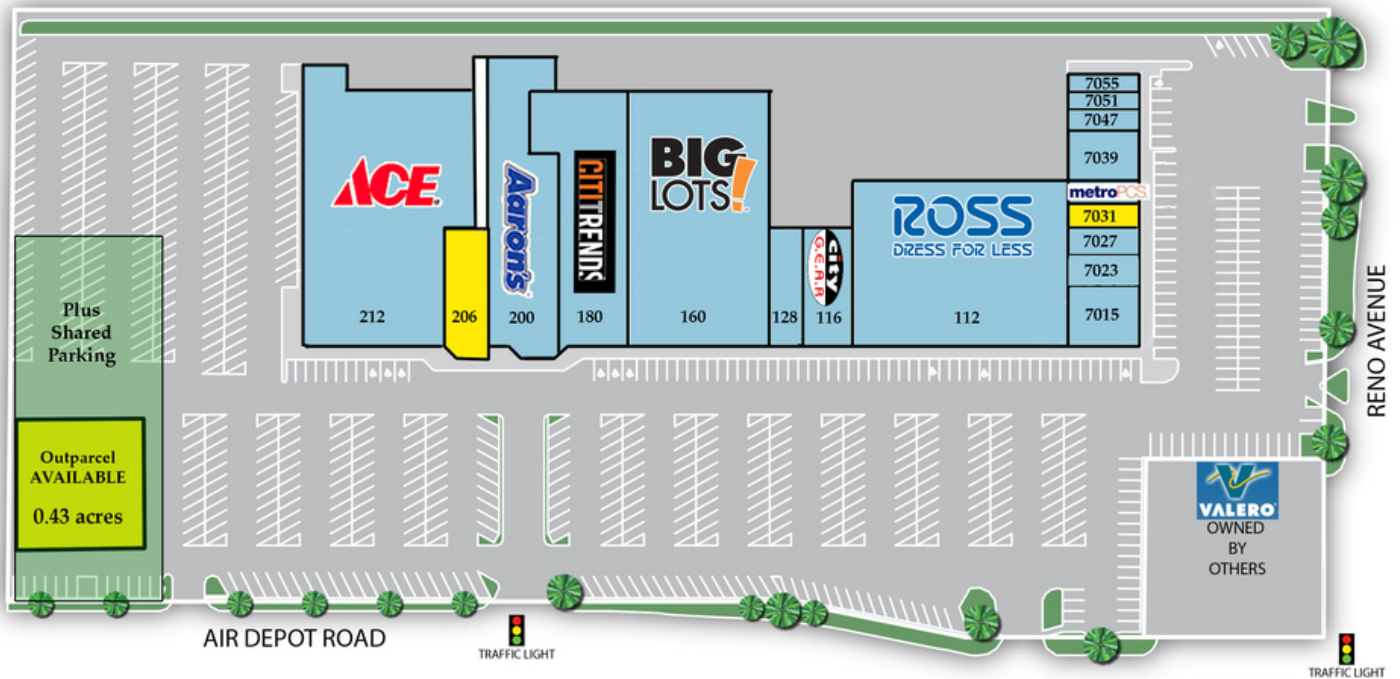 7055
7051
7047
7039
metroPCS.
7031
7027
7023
7015
ACE
Aaron's
CITITRENDS
BIG
LOTS!
city
G.E.A.R
ROSS
DRESS FOR LESS
212
206
200
180
160
128
116
112
Plus
Shared
Parking
Outparcel
AVAILABLE
0.43 acres
VALERO
OWNED
BY
OTHERS
RENO AVENUE
AIR DEPOT ROAD
TRAFFIC LIGHT
TRAFFIC LIGHT